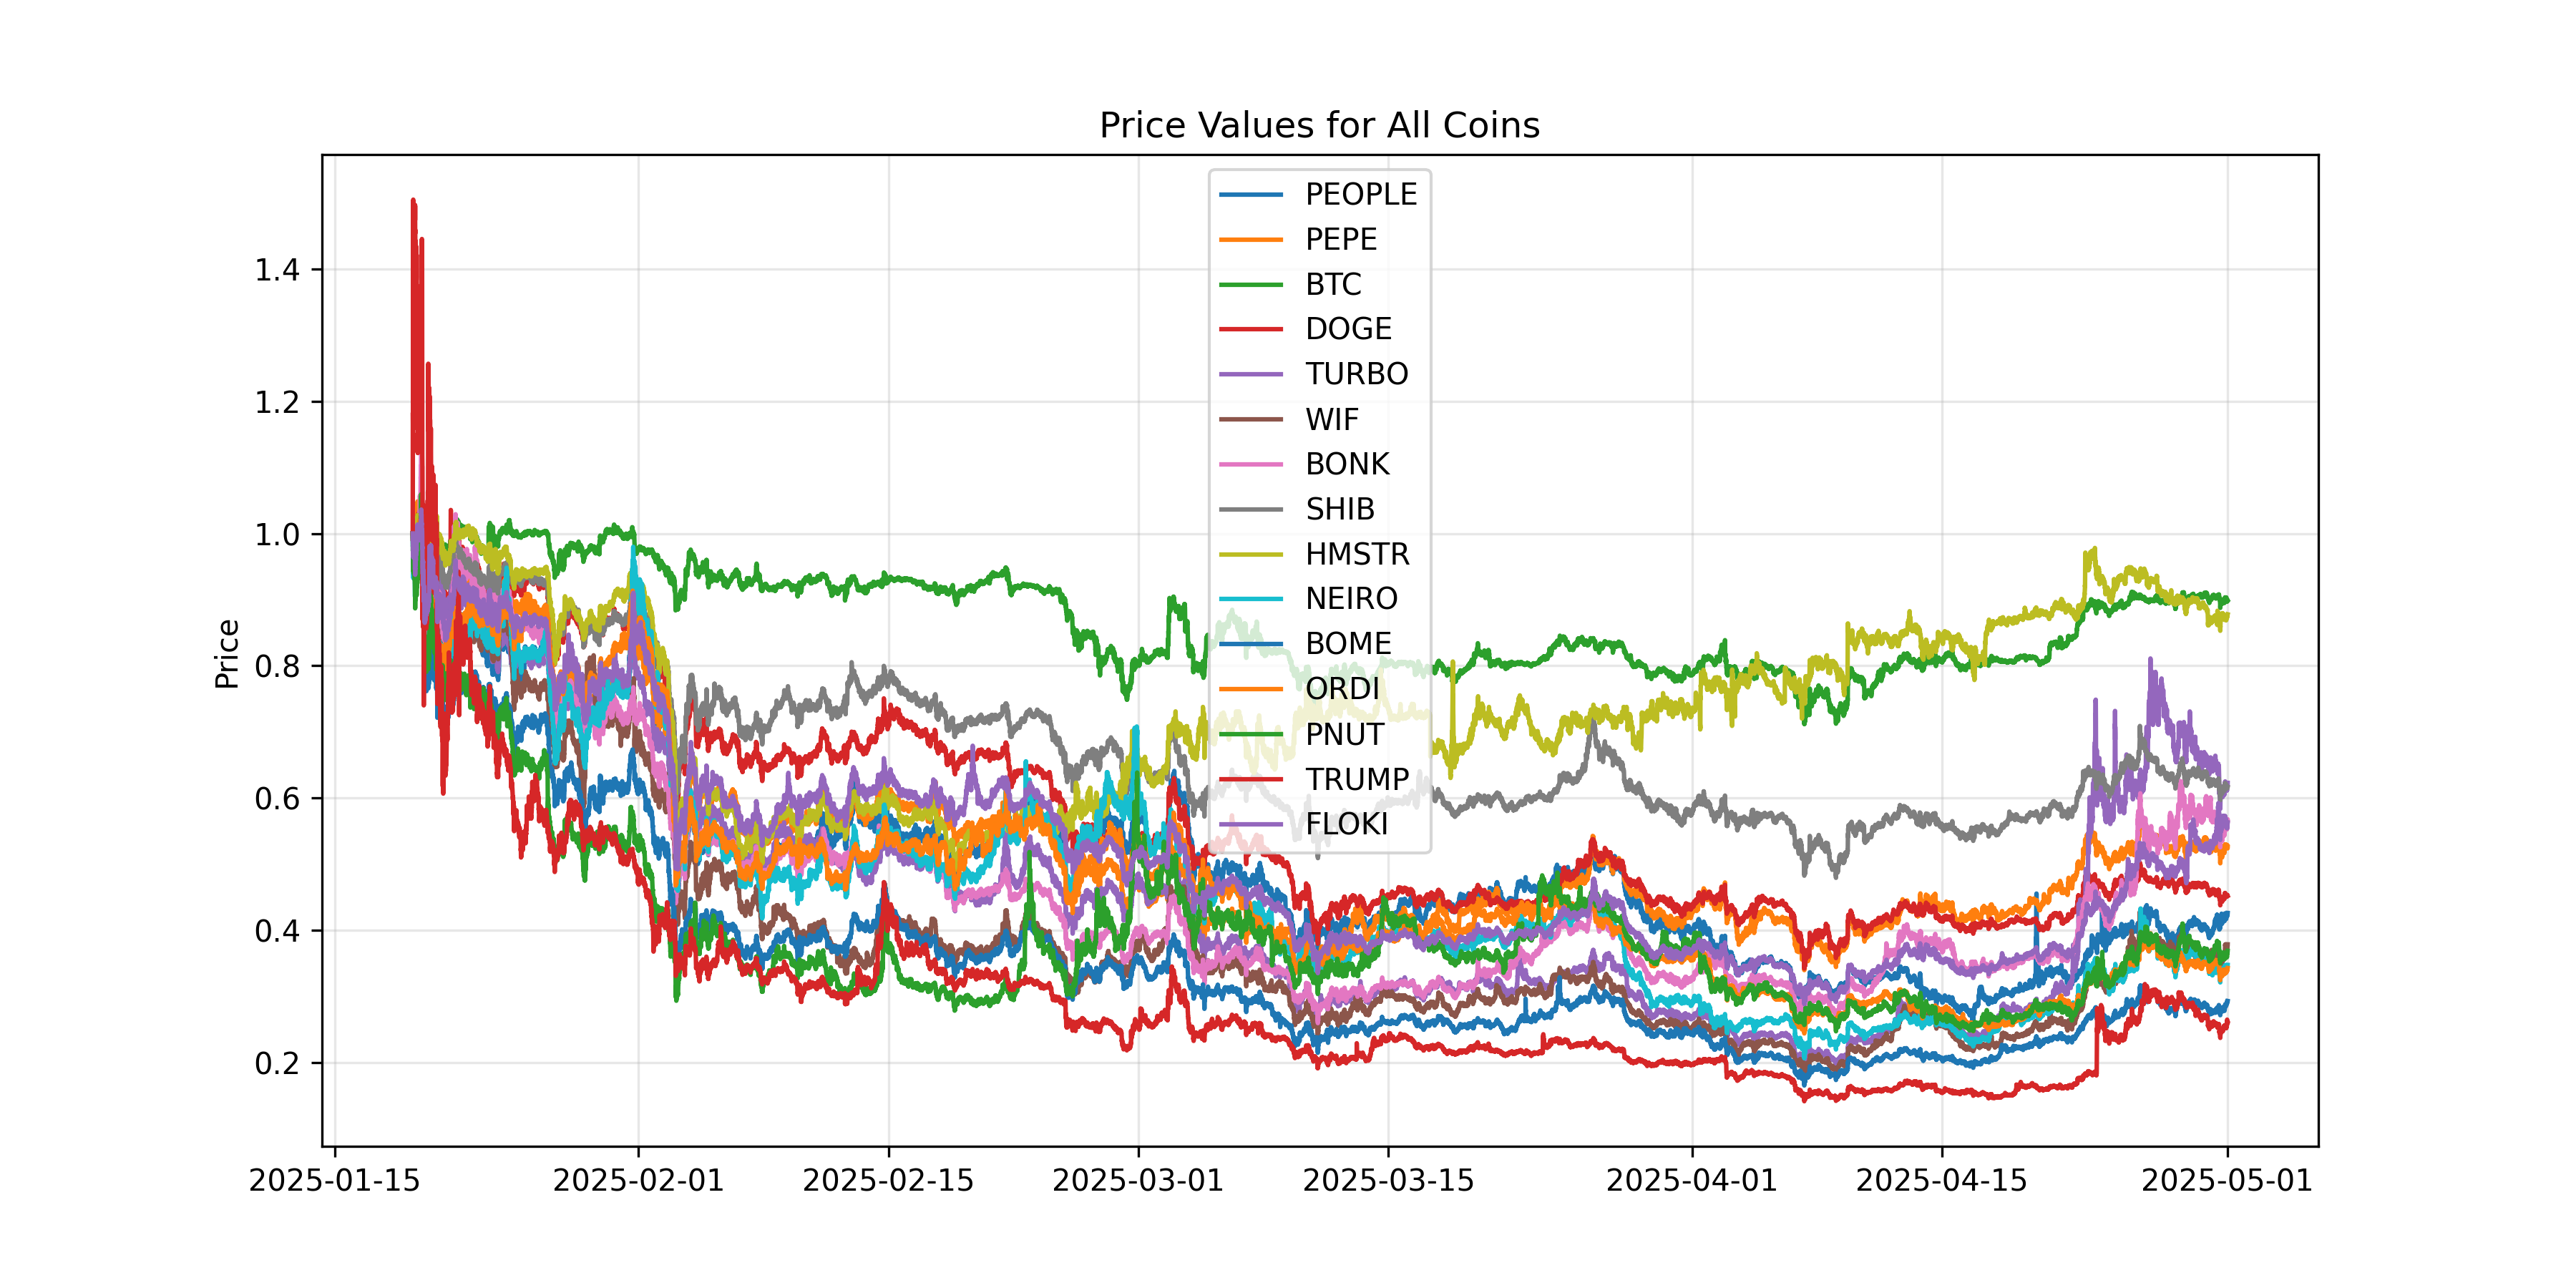 Price Values for All Coins
Price
1.4
1.2
1.0
0.8
0.6
0.4
0.2
PEOPLE
PEPE
BTC
DOGE
TURBO
WIF
BONK
SHIB
HMSTR
NEIRO
BOME
ORDI
PNUT
TRUMP
FLOKI
2025-01-15
2025-02-01
2025-02-15
2025-03-01
2025-03-15
2025-04-01
2025-04-15
2025-05-01